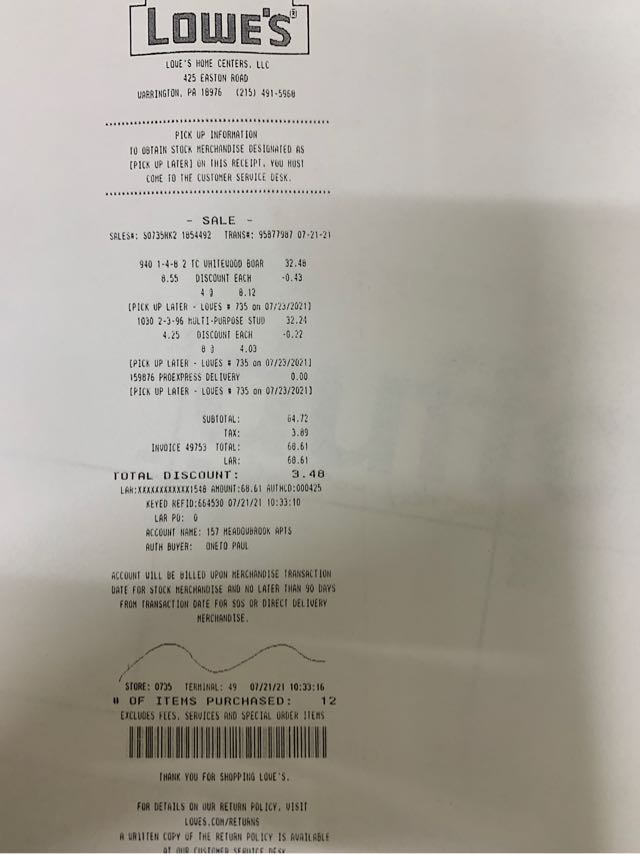 LOWE'S®
LOWE'S HOME CENTERS, LLC
425 EASTON ROAD
WARRINGTON, PA 18976 (215) 491-5968
PICK UP INFORMATION
TO OBTAIN STOCK MERCHANDISE DESIGNATED AS
[PICK UP LATER] ON THIS RECEIPT, YOU MUST
COME TO THE CUSTOMER SERVICE DESK.
- SALE -
SALES#: S0735HK2 1854492 TRANS#: 95877987 07-21-21
940 1-4-8 2 TC WHITEWOOD BOAR 32.48
8.55 DISCOUNT EACH -0.43
4 @ 8.12
[PICK UP LATER - LOWES # 735 on 07/23/2021]
1030 2-3-96 MULTI-PURPOSE STUD 32.24
4.25 DISCOUNT EACH -0.22
8 @ 4.03
[PICK UP LATER - LOWES # 735 on 07/23/2021]
159876 PROEXPRESS DELIVERY 0.00
[PICK UP LATER - LOWES # 735 on 07/23/2021]
SUBTOTAL: 64.72
TAX: 3.89
INVOICE 49753 TOTAL: 68.61
LAR: 68.61
TOTAL DISCOUNT: 3.48
LAR:XXXXXXXXXXXX1548 AMOUNT:68.61 AUTHCD:000425
KEYED REFID:664530 07/21/21 10:33:10
LAR PO: 0
ACCOUNT NAME: 157 MEADOWBROOK APTS
AUTH BUYER: ONETO PAUL
ACCOUNT WILL BE BILLED UPON MERCHANDISE TRANSACTION
DATE FOR STOCK MERCHANDISE AND NO LATER THAN 90 DAYS
FROM TRANSACTION DATE FOR SOS OR DIRECT DELIVERY
MERCHANDISE.
STORE: 0735 TERMINAL: 49 07/21/21 10:33:16
# OF ITEMS PURCHASED: 12
EXCLUDES FEES, SERVICES AND SPECIAL ORDER ITEMS
THANK YOU FOR SHOPPING LOWE'S.
FOR DETAILS ON OUR RETURN POLICY, VISIT
LOWES.COM/RETURNS
A WRITTEN COPY OF THE RETURN POLICY IS AVAILABLE
AT OUR CUSTOMER SERVICE DESK